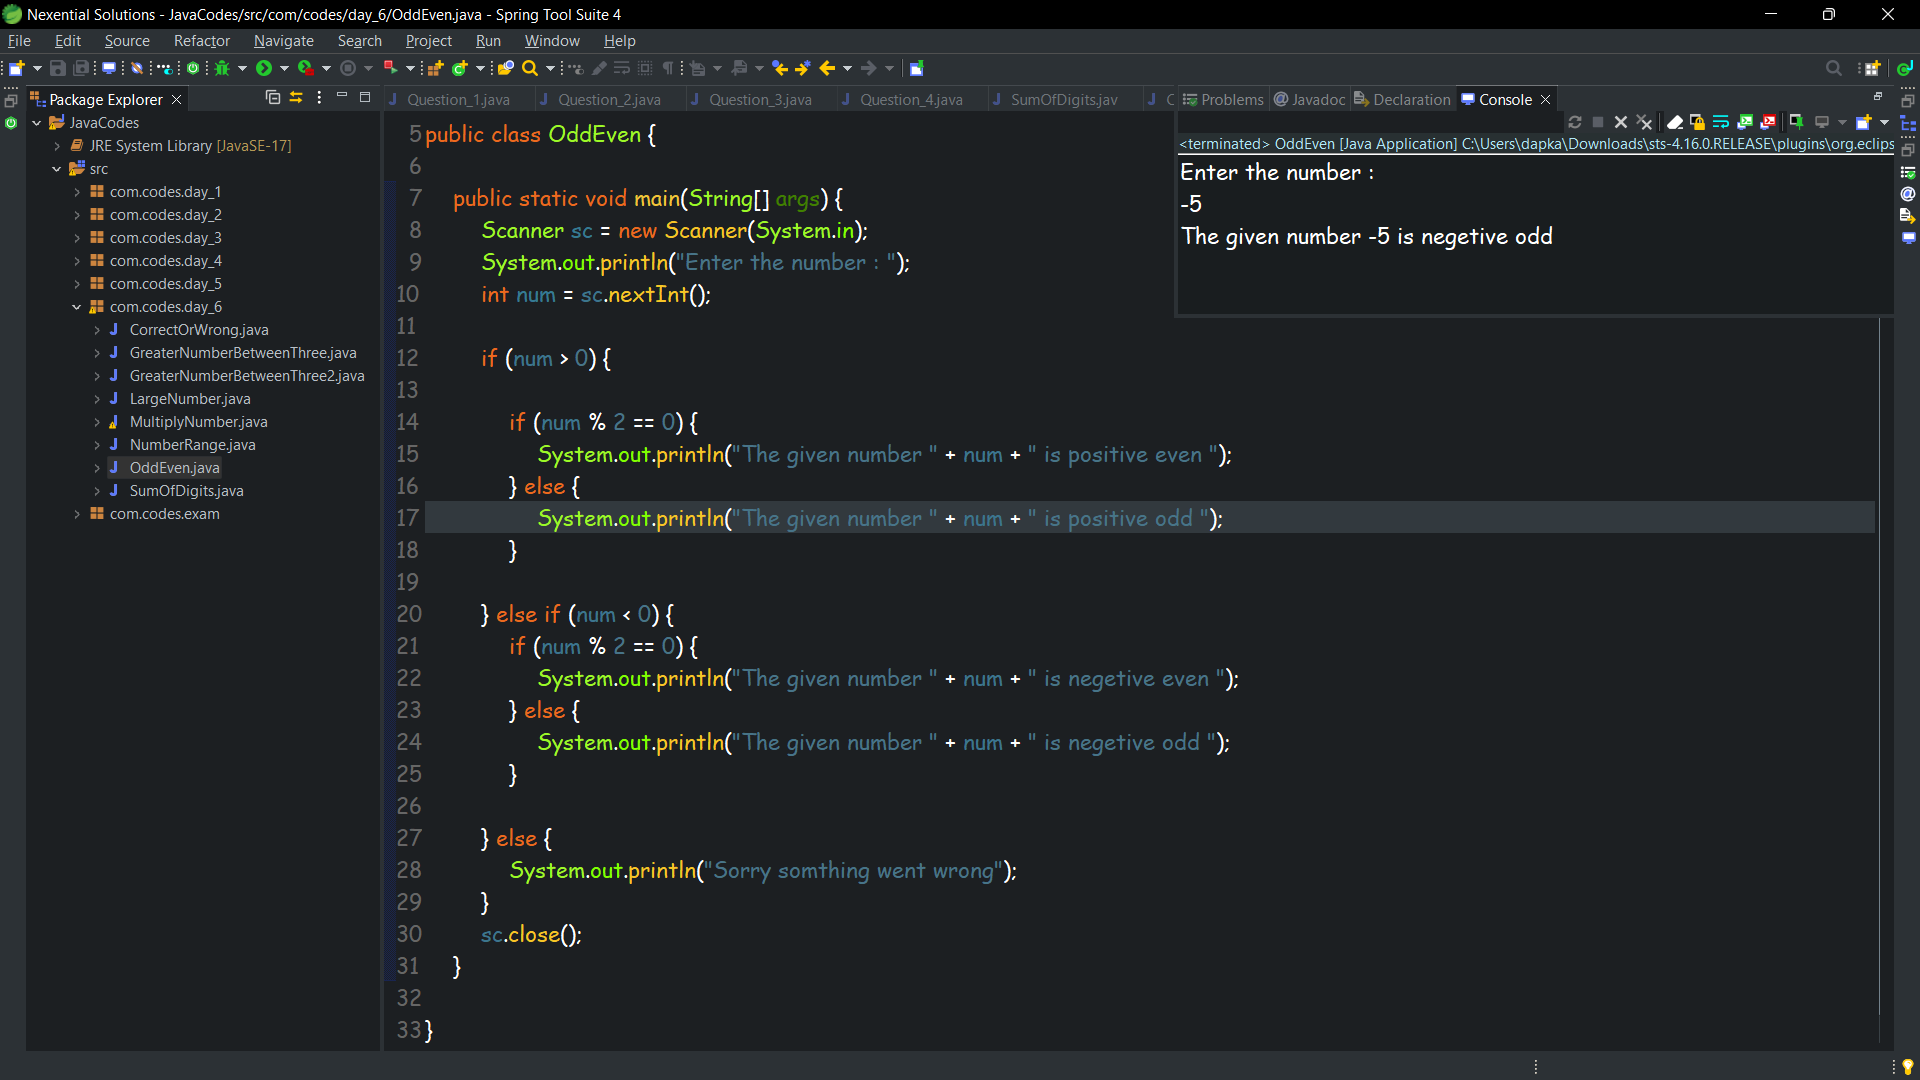 Nexential Solutions - JavaCodes/src/com/codes/day_6/OddEven.java - Spring Tool Suite 4
File Edit Source Refactor Navigate Search Project Run Window Help
Package Explorer
JavaCodes
JRE System Library [JavaSE-17]
src
com.codes.day_1
com.codes.day_2
com.codes.day_3
com.codes.day_4
com.codes.day_5
com.codes.day_6
CorrectOrWrong.java
GreaterNumberBetweenThree.java
GreaterNumberBetweenThree2.java
LargeNumber.java
MultiplyNumber.java
NumberRange.java
OddEven.java
SumOfDigits.java
com.codes.exam
Question_1.java Question_2.java Question_3.java Question_4.java SumOfDigits.jav
5 public class OddEven {
6
7 public static void main(String[] args) {
8 Scanner sc = new Scanner(System.in);
9 System.out.println("Enter the number : ");
10 int num = sc.nextInt();
11
12 if (num > 0) {
13
14 if (num % 2 == 0) {
15 System.out.println("The given number " + num + " is positive even ");
16 } else {
17 System.out.println("The given number " + num + " is positive odd ");
18 }
19
20 } else if (num < 0) {
21 if (num % 2 == 0) {
22 System.out.println("The given number " + num + " is negetive even ");
23 } else {
24 System.out.println("The given number " + num + " is negetive odd ");
25 }
26
27 } else {
28 System.out.println("Sorry somthing went wrong");
29 }
30 sc.close();
31 }
32
33 }
Problems Javadoc Declaration Console
<terminated> OddEven [Java Application] C:\Users\dapka\Downloads\sts-4.16.0.RELEASE\plugins\org.eclips
Enter the number :
-5
The given number -5 is negetive odd